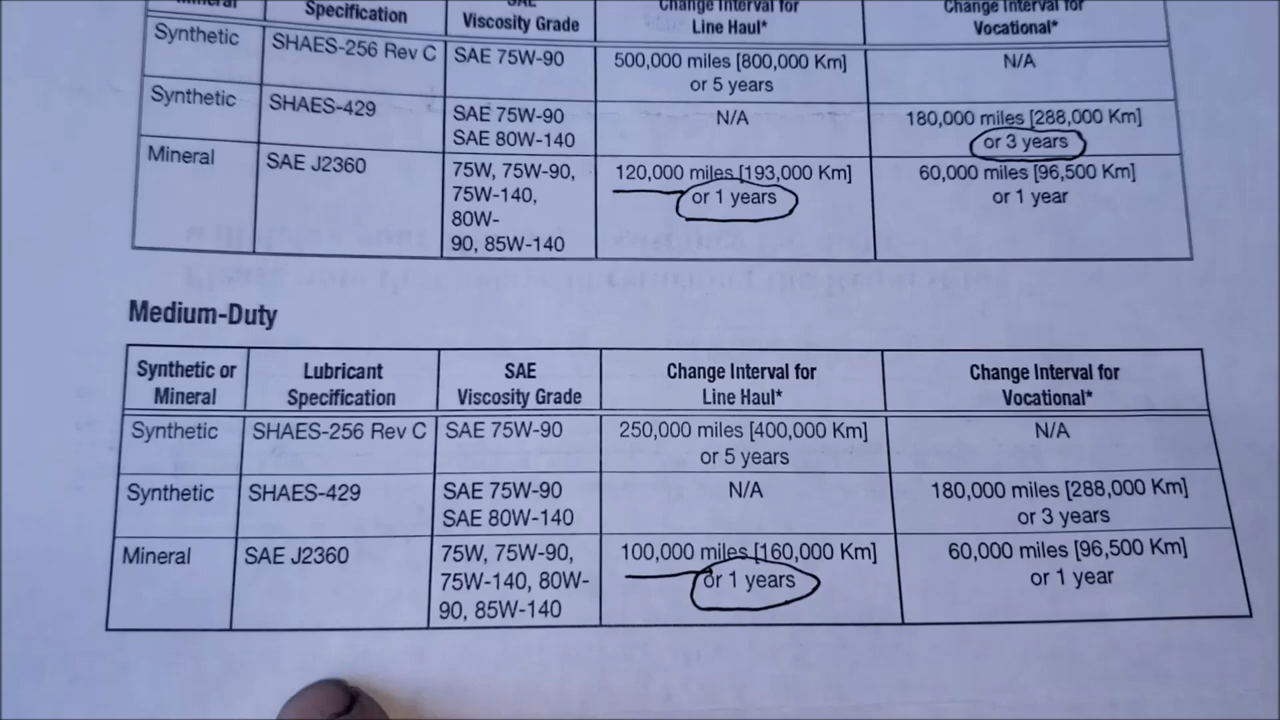 Mineral Specification SAE Viscosity Grade Change Interval for Line Haul* Change Interval for Vocational*
Synthetic SHAES-256 Rev C SAE 75W-90 500,000 miles [800,000 Km] or 5 years N/A
Synthetic SHAES-429 SAE 75W-90 SAE 80W-140 N/A 180,000 miles [288,000 Km] or 3 years
Mineral SAE J2360 75W, 75W-90, 75W-140, 80W- 90, 85W-140 120,000 miles [193,000 Km] or 1 years 60,000 miles [96,500 Km] or 1 year
Medium-Duty
Synthetic or Mineral Lubricant Specification SAE Viscosity Grade Change Interval for Line Haul* Change Interval for Vocational*
Synthetic SHAES-256 Rev C SAE 75W-90 250,000 miles [400,000 Km] or 5 years N/A
Synthetic SHAES-429 SAE 75W-90 SAE 80W-140 N/A 180,000 miles [288,000 Km] or 3 years
Mineral SAE J2360 75W, 75W-90, 75W-140, 80W- 90, 85W-140 100,000 miles [160,000 Km] or 1 years 60,000 miles [96,500 Km] or 1 year